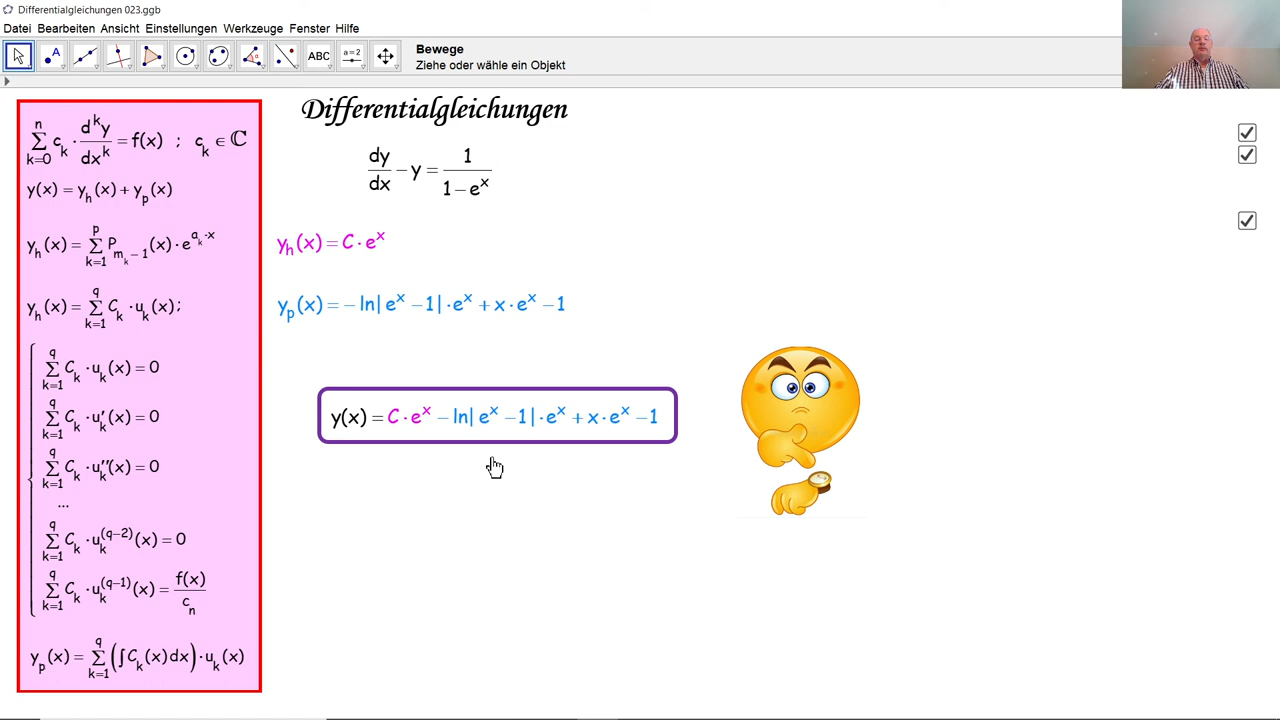 Differentialgleichungen 023.ggb
Datei Bearbeiten Ansicht Einstellungen Werkzeuge Fenster Hilfe
A ABC a=2
Bewege
Ziehe oder wähle ein Objekt
Differentialgleichungen
dy/dx − y = 1/(1−e^x)
y_h(x) = C·e^x
y_p(x) = − ln| e^x −1|·e^x + x·e^x −1
y(x) = C·e^x − ln| e^x −1|·e^x + x·e^x −1
∑_{k=0}^{n} c_k · d^k y/dx^k = f(x) ; c_k ∈ ℂ
y(x) = y_h(x) + y_p(x)
y_h(x) = ∑_{k=1}^{p} P_{m_k−1}(x)·e^{a_k·x}
y_h(x) = ∑_{k=1}^{q} C_k · u_k(x);
∑_{k=1}^{q} C_k · u_k(x) = 0
∑_{k=1}^{q} C_k · u_k′(x) = 0
∑_{k=1}^{q} C_k · u_k″(x) = 0
...
∑_{k=1}^{q} C_k · u_k^{(q−2)}(x) = 0
∑_{k=1}^{q} C_k · u_k^{(q−1)}(x) = f(x)/c_n
y_p(x) = ∑_{k=1}^{q} (∫C_k(x)dx)·u_k(x)